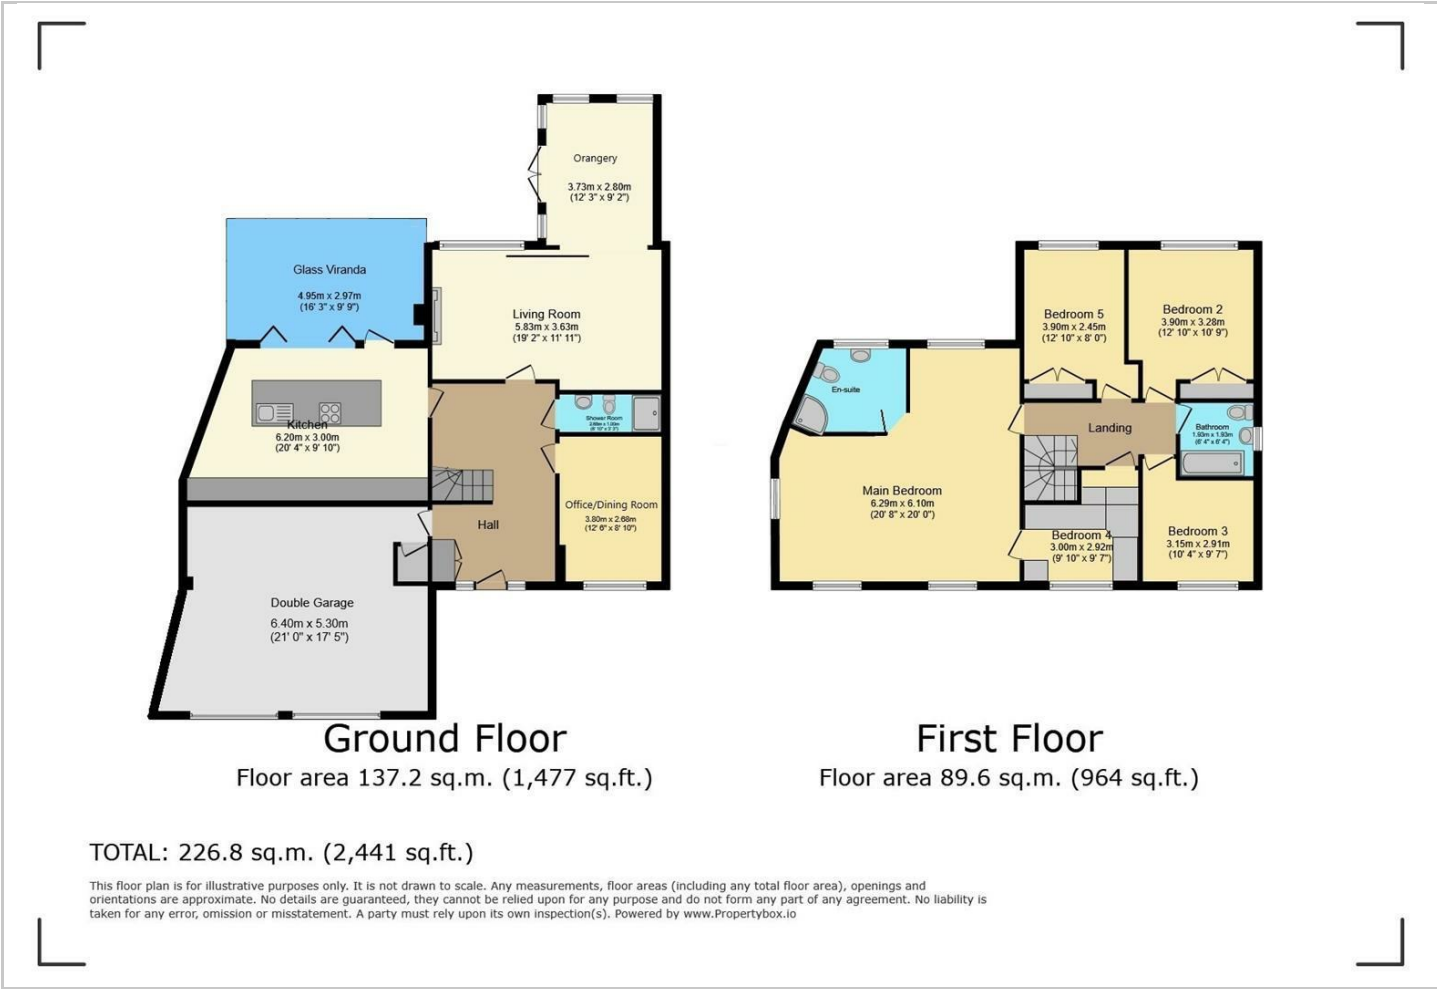 Orangery
3.73m x 2.80m
(12' 3" x 9' 2")
Glass Viranda
4.95m x 2.97m
(16' 3" x 9' 9")
Living Room
5.83m x 3.63m
(19' 2" x 11' 11")
Kitchen
6.20m x 3.00m
(20' 4" x 9' 10")
Shower Room
Office/Dining Room
3.80m x 2.68m
(12' 6" x 8' 10")
Hall
Double Garage
6.40m x 5.30m
(21' 0" x 17' 5")
Ground Floor
Floor area 137.2 sq.m. (1,477 sq.ft.)
Bedroom 5
3.90m x 2.45m
(12' 10" x 8' 0")
Bedroom 2
3.90m x 3.28m
(12' 10" x 10' 9")
En-suite
Landing
Bathroom
1.93m x 1.93m
(6' 4" x 6' 4")
Main Bedroom
6.29m x 6.10m
(20' 8" x 20' 0")
Bedroom 4
3.00m x 2.92m
(9' 10" x 9' 7")
Bedroom 3
3.15m x 2.91m
(10' 4" x 9' 7")
First Floor
Floor area 89.6 sq.m. (964 sq.ft.)
TOTAL: 226.8 sq.m. (2,441 sq.ft.)
This floor plan is for illustrative purposes only. It is not drawn to scale. Any measurements, floor areas (including any total floor area), openings and
orientations are approximate. No details are guaranteed, they cannot be relied upon for any purpose and do not form any part of any agreement. No liability is
taken for any error, omission or misstatement. A party must rely upon its own inspection(s). Powered by www.Propertybox.io